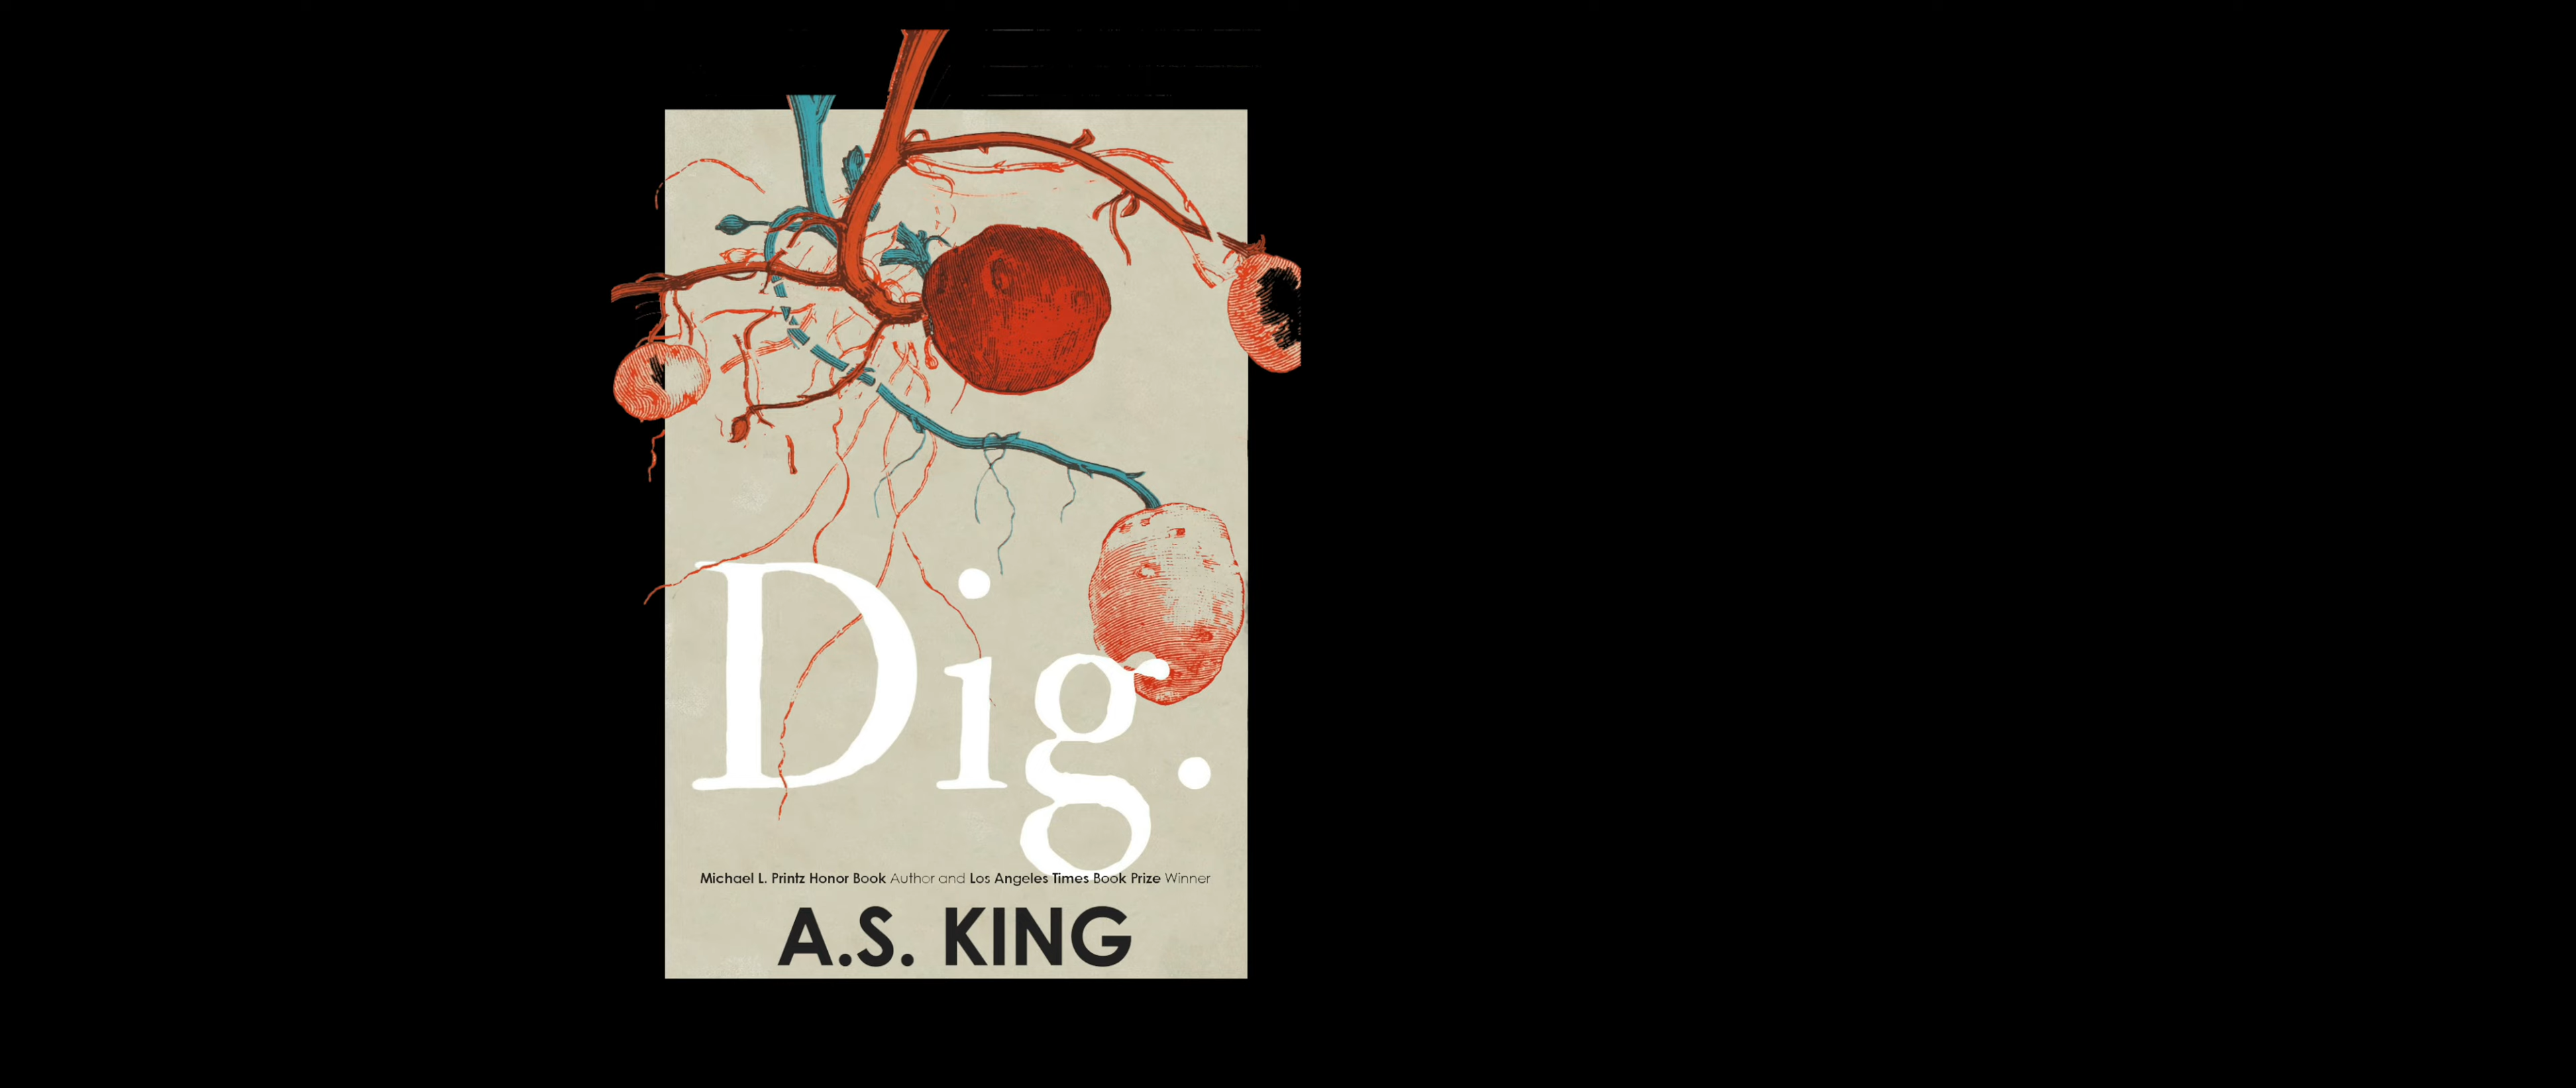 Dig.
Michael L. Printz Honor Book Author and Los Angeles Times Book Prize Winner
A.S. KING